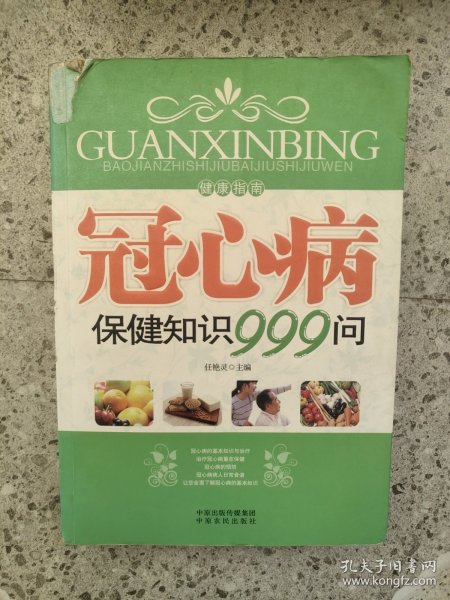 GUANXINBING
BAOJIANZHISHIJIUBAIJIUSHIJIUWEN
健康指南
冠心病
保健知识999问
任艳灵○主编
冠心病的基本知识与治疗
治疗冠心病重在保健
冠心病的预防
冠心病病人日常食谱
让您全面了解冠心病的基本知识
中原出版传媒集团
中原农民出版社
孔夫子旧书网
www.kongfz.com